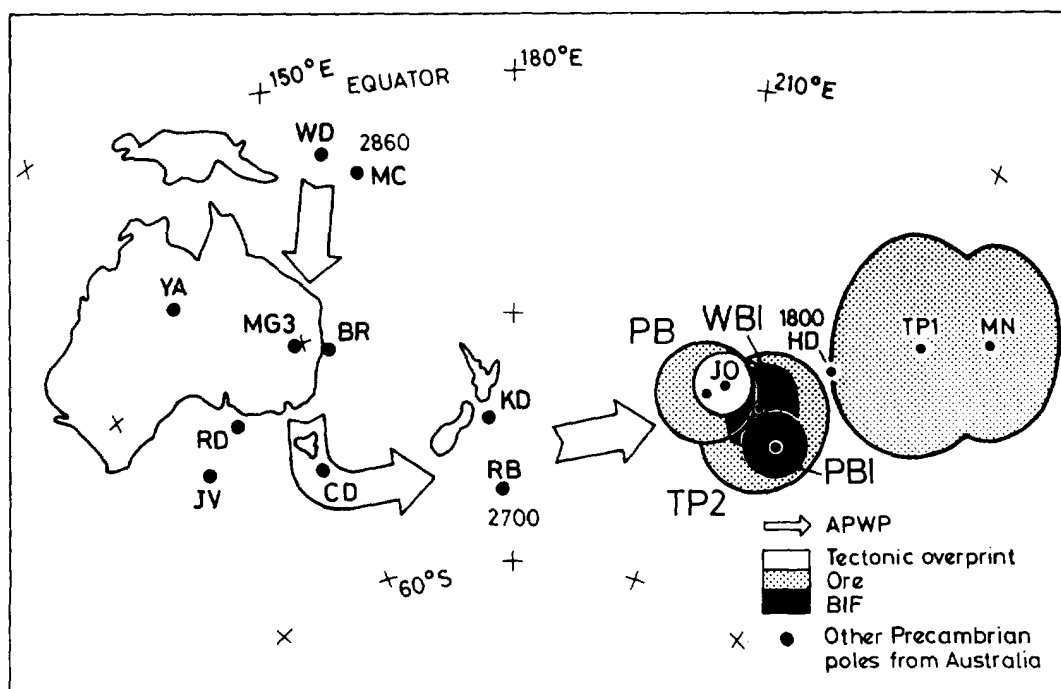 150°E
EQUATOR
180°E
210°E
WD
2860
MC
YA
MG3
BR
PB
WBI
1800
HD
TP1
MN
JO
KD
RD
JV
CD
RB
2700
PBI
TP2
60°S
APWP
Tectonic overprint
Ore
BIF
Other Precambrian
poles from Australia